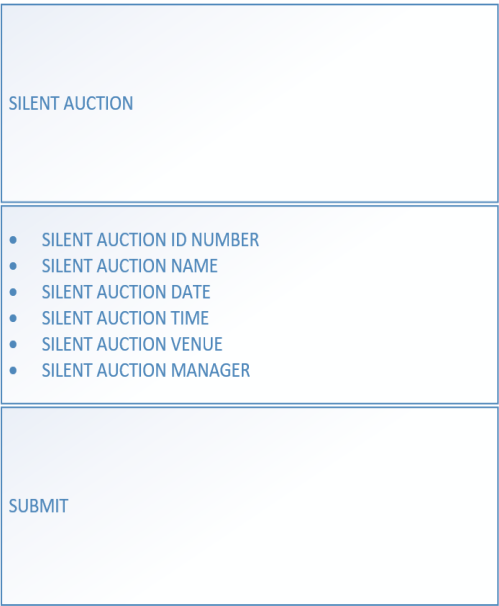 SILENT AUCTION
• SILENT AUCTION ID NUMBER
• SILENT AUCTION NAME
• SILENT AUCTION DATE
• SILENT AUCTION TIME
• SILENT AUCTION VENUE
• SILENT AUCTION MANAGER
SUBMIT